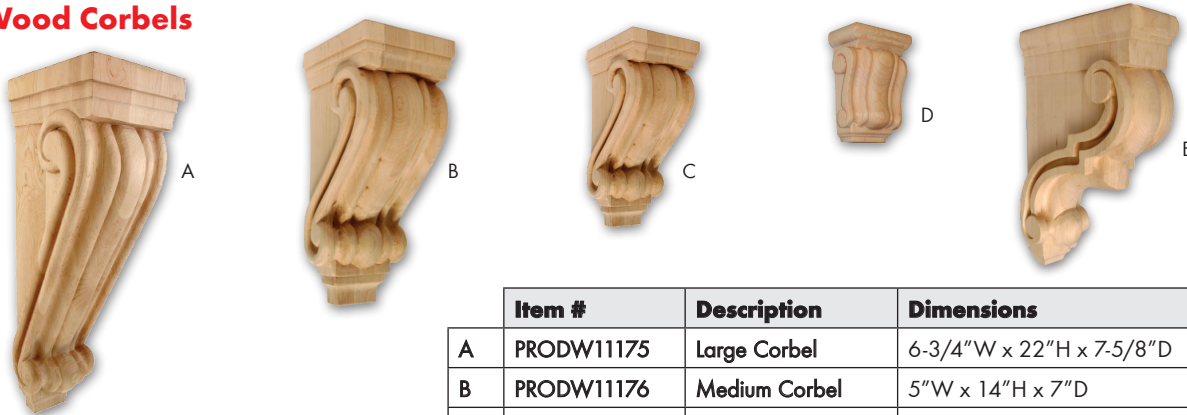 Wood Corbels
A
B
C
D
E
Item # Description Dimensions
A PRODW11175 Large Corbel 6-3/4”W x 22”H x 7-5/8”D
B PRODW11176 Medium Corbel 5”W x 14”H x 7”D